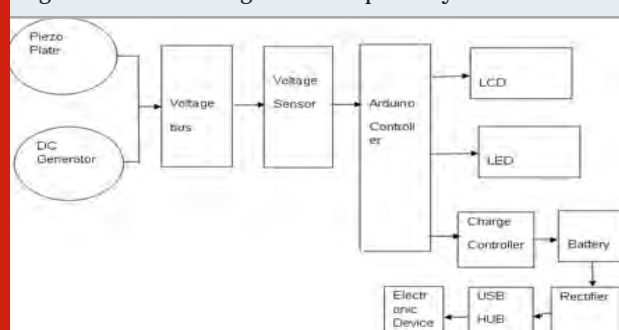 Piezo
Plate
DC
Generator
Voltage
bus
Voltage
Sensor
Arduino
Controll
er
LCD
LED
Charge
Controller
Battery
Rectifier
USB
HUB
Electr
onic
Device